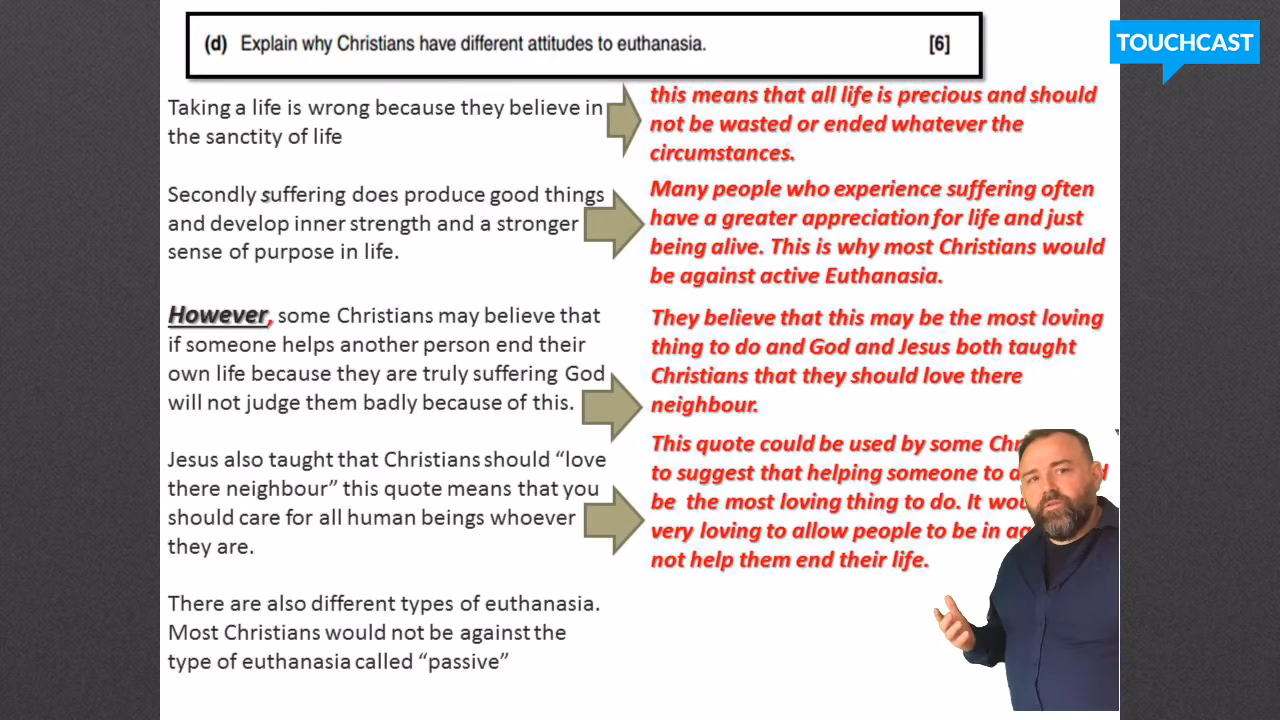 (d) Explain why Christians have different attitudes to euthanasia. [6]
TOUCHCAST
Taking a life is wrong because they believe in
the sanctity of life
this means that all life is precious and should
not be wasted or ended whatever the
circumstances.
Secondly suffering does produce good things
and develop inner strength and a stronger
sense of purpose in life.
Many people who experience suffering often
have a greater appreciation for life and just
being alive. This is why most Christians would
be against active Euthanasia.
However, some Christians may believe that
if someone helps another person end their
own life because they are truly suffering God
will not judge them badly because of this.
They believe that this may be the most loving
thing to do and God and Jesus both taught
Christians that they should love there
neighbour.
Jesus also taught that Christians should “love
there neighbour” this quote means that you
should care for all human beings whoever
they are.
This quote could be used by some
to suggest that helping someone to
be the most loving thing to do. It
very loving to allow people to be in
not help them end their life.
There are also different types of euthanasia.
Most Christians would not be against the
type of euthanasia called “passive”